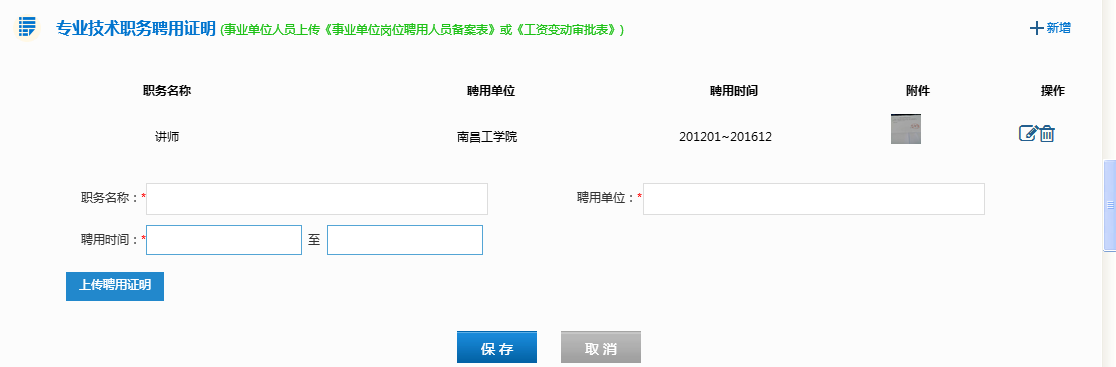 专业技术职务聘用证明 (事业单位人员上传《事业单位岗位聘用人员备案表》或《工资变动审批表》) 新增
职务名称 聘用单位 聘用时间 附件 操作
讲师 南昌工学院 201201~201612
职务名称：* 聘用单位：*
聘用时间：* 至
上传聘用证明
保存 取消